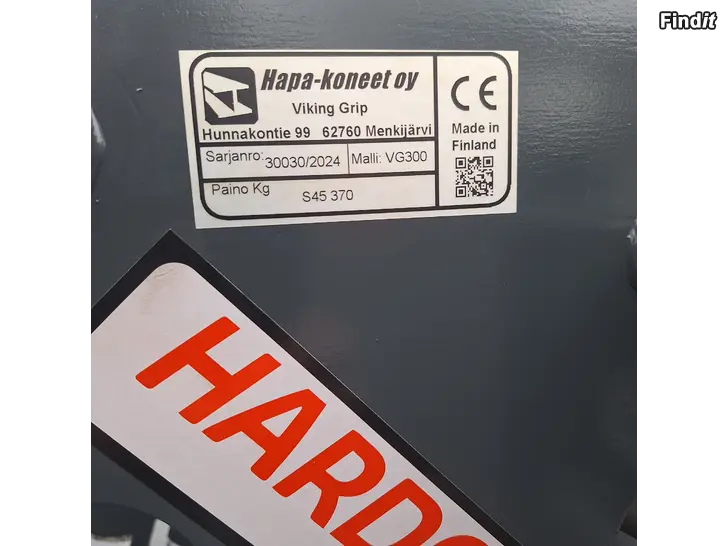 Findit
Hapa-koneet oy
Viking Grip
Hunnakontie 99 62760 Menkijärvi
Sarjanro: 30030/2024 Malli: VG300
Paino Kg S45 370
CE
Made in
Finland